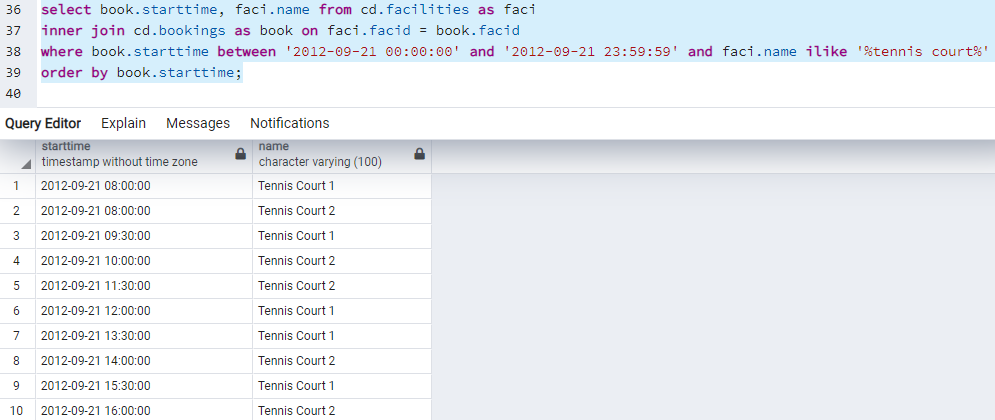 36 select book.starttime, faci.name from cd.facilities as faci
37 inner join cd.bookings as book on faci.facid = book.facid
38 where book.starttime between '2012-09-21 00:00:00' and '2012-09-21 23:59:59' and faci.name ilike '%tennis court%'
39 order by book.starttime;
40
Query Editor Explain Messages Notifications
starttime name
timestamp without time zone character varying (100)
1 2012-09-21 08:00:00 Tennis Court 1
2 2012-09-21 08:00:00 Tennis Court 2
3 2012-09-21 09:30:00 Tennis Court 1
4 2012-09-21 10:00:00 Tennis Court 2
5 2012-09-21 11:30:00 Tennis Court 2
6 2012-09-21 12:00:00 Tennis Court 1
7 2012-09-21 13:30:00 Tennis Court 1
8 2012-09-21 14:00:00 Tennis Court 2
9 2012-09-21 15:30:00 Tennis Court 1
10 2012-09-21 16:00:00 Tennis Court 2